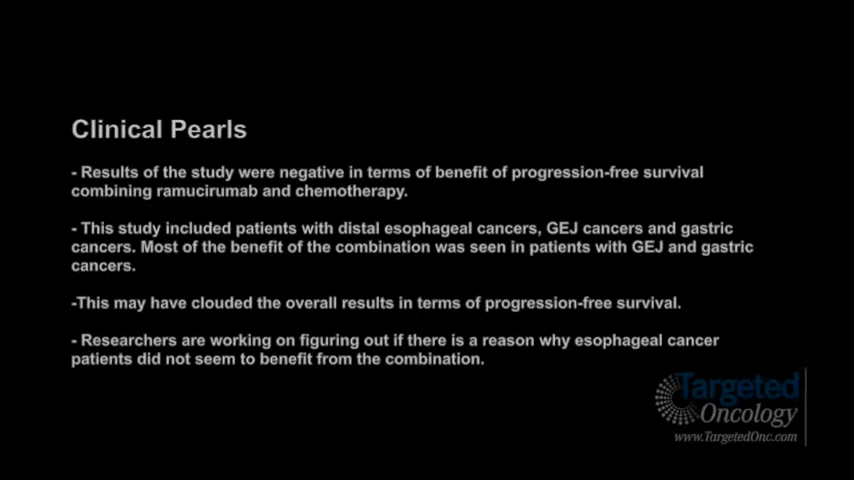 Clinical Pearls
- Results of the study were negative in terms of benefit of progression-free survival
combining ramucirumab and chemotherapy.
- This study included patients with distal esophageal cancers, GEJ cancers and gastric
cancers. Most of the benefit of the combination was seen in patients with GEJ and gastric
cancers.
-This may have clouded the overall results in terms of progression-free survival.
- Researchers are working on figuring out if there is a reason why esophageal cancer
patients did not seem to benefit from the combination.
Targeted
Oncology
www.TargetedOnc.com